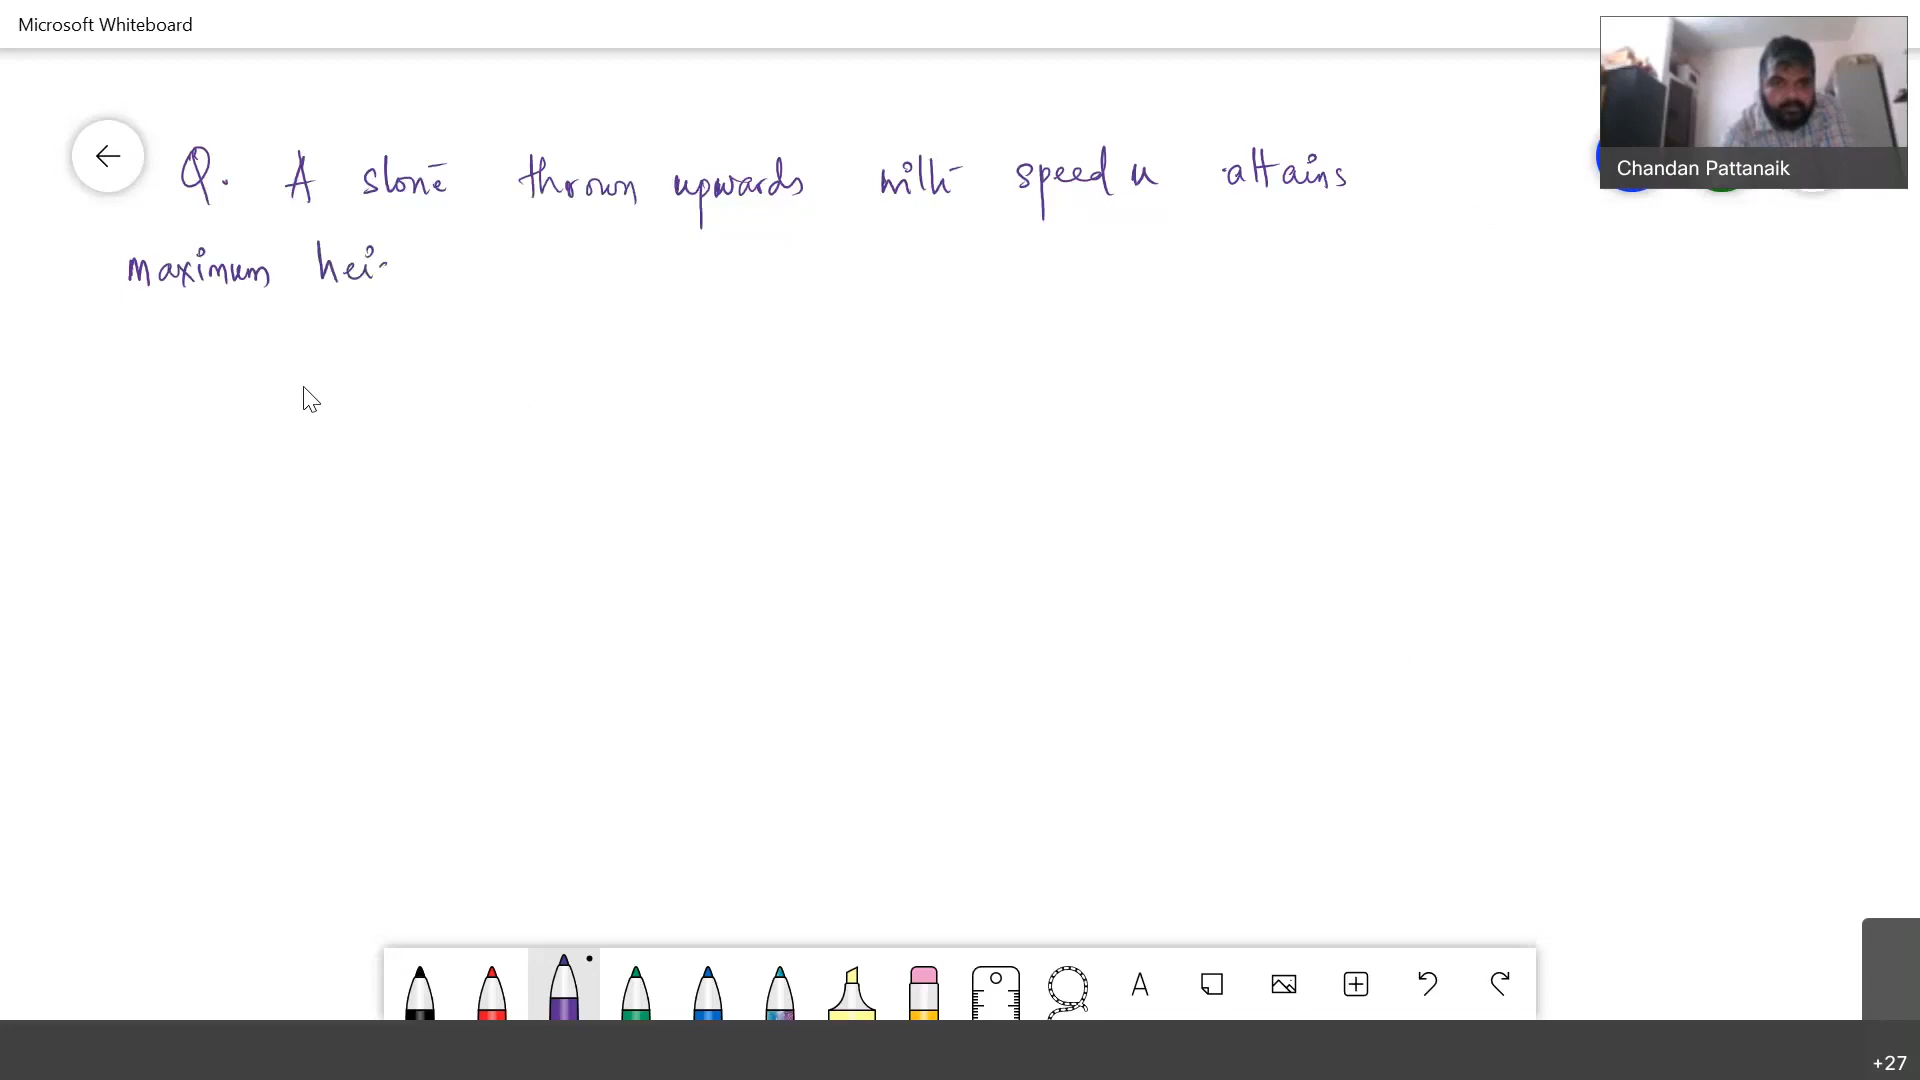 Microsoft Whiteboard
Chandan Pattanaik
Q. A stone thrown upwards with speed u attains
maximum hei
A
+27